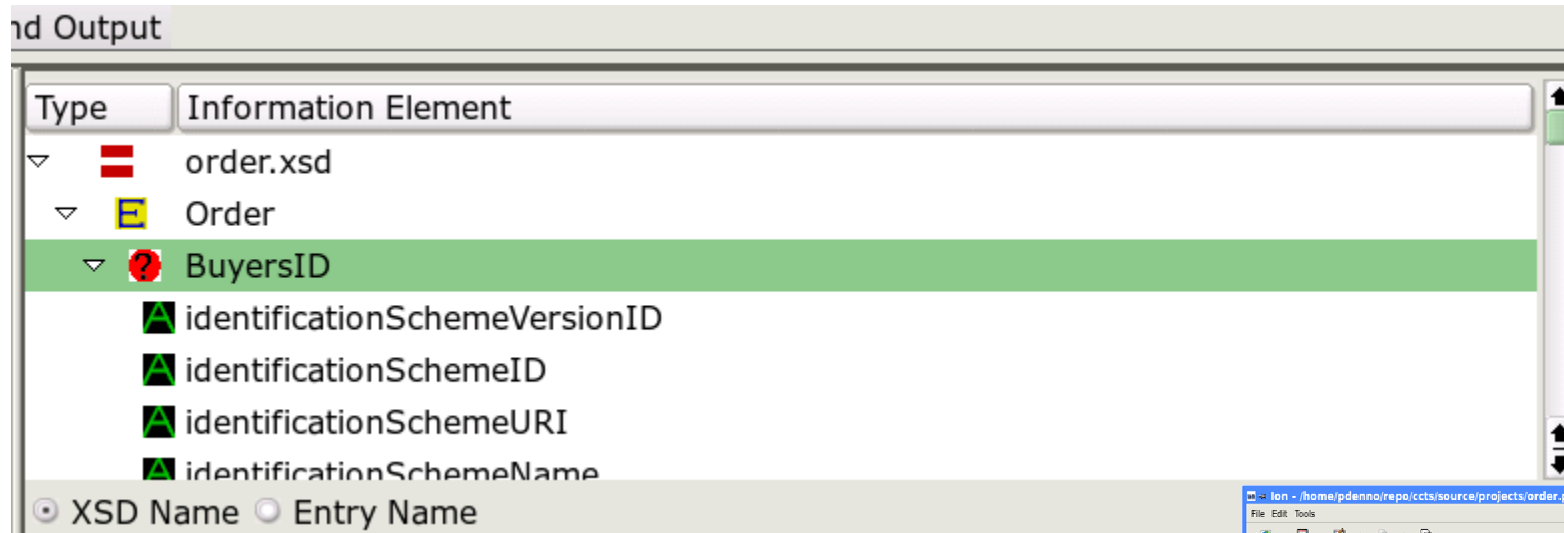 nd Output
Type Information Element
order.xsd
E Order
? BuyersID
A identificationSchemeVersionID
A identificationSchemeID
A identificationSchemeURI
A identificationSchemeName
XSD Name Entry Name
Ion - /home/pdenno/repo/ccts/source/projects/order.p
File Edit Tools